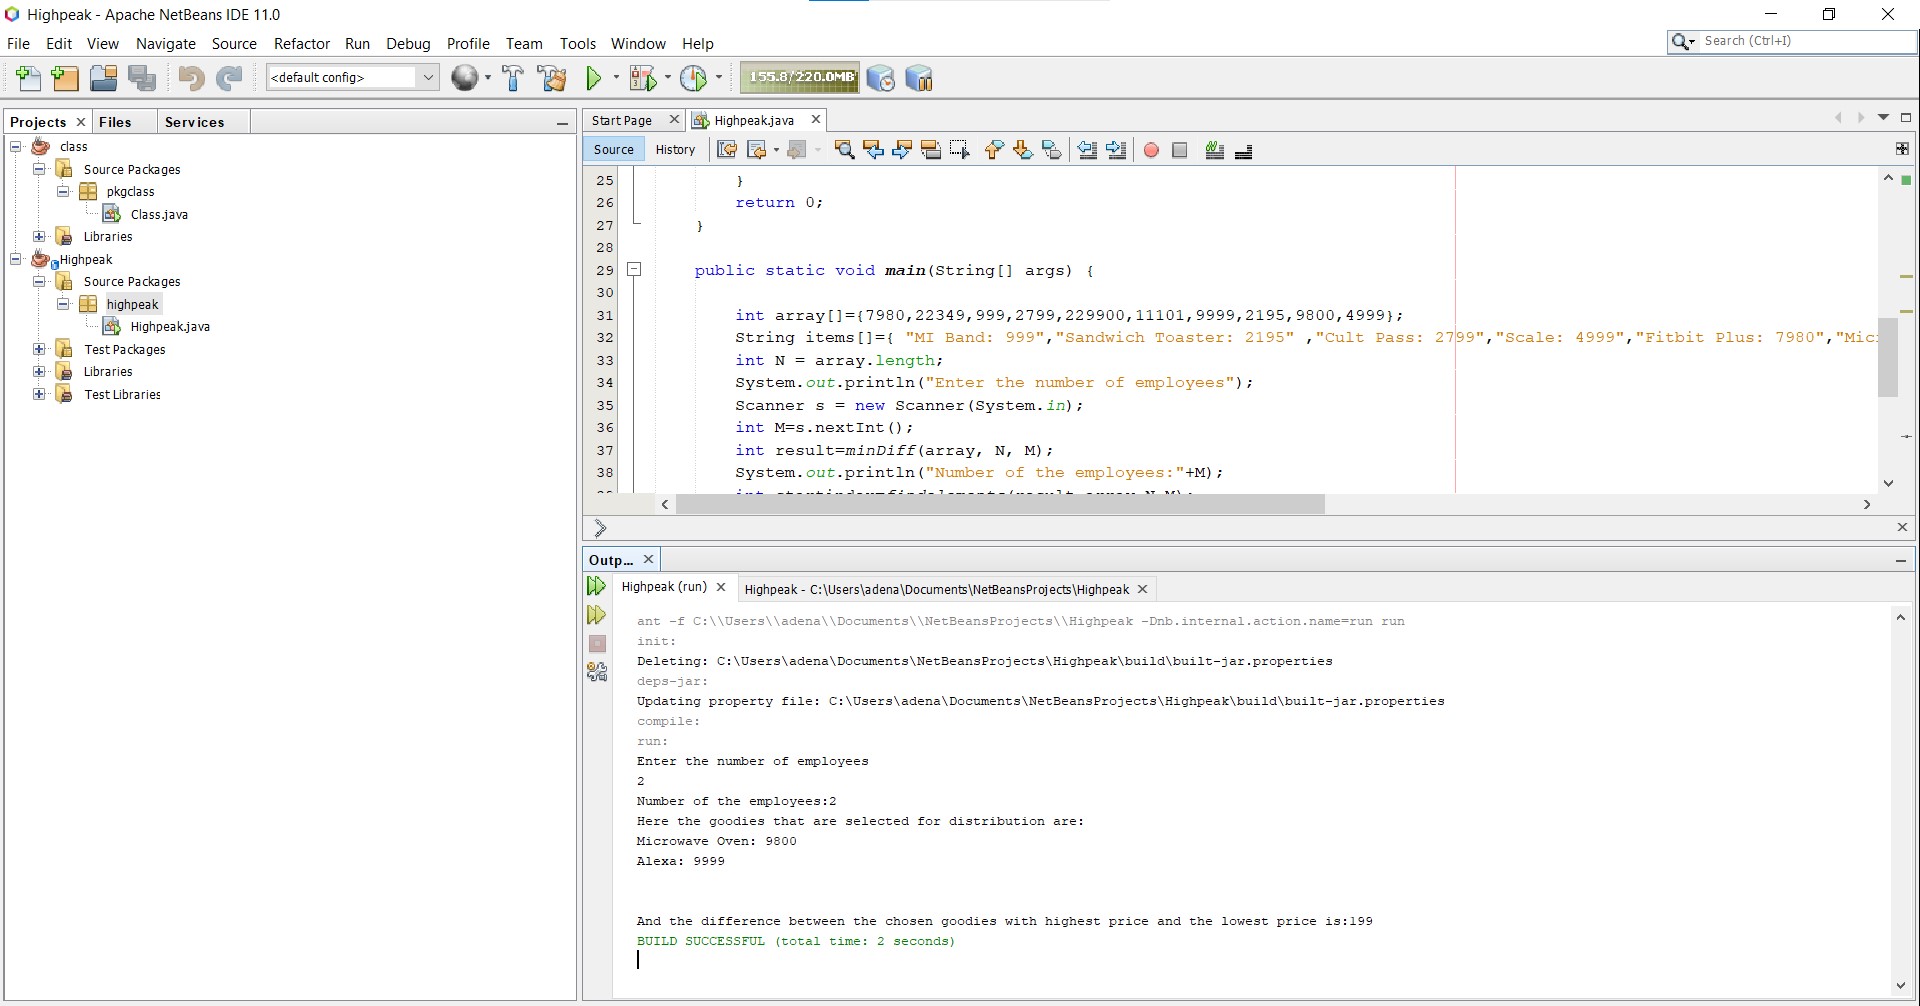 Highpeak - Apache NetBeans IDE 11.0
File Edit View Navigate Source Refactor Run Debug Profile Team Tools Window Help
Search (Ctrl+I)
<default config>
155.8/220.0MB
Projects Files Services
class
Source Packages
pkgclass
Class.java
Libraries
Highpeak
Source Packages
highpeak
Highpeak.java
Test Packages
Libraries
Test Libraries
Start Page Highpeak.java
Source History
25 }
26 return 0;
27 }
28
29 public static void main(String[] args) {
30
31 int array[]={7980,22349,999,2799,229900,11101,9999,2195,9800,4999};
32 String items[]={ "MI Band: 999","Sandwich Toaster: 2195" ,"Cult Pass: 2799","Scale: 4999","Fitbit Plus: 7980","Mic
33 int N = array.length;
34 System.out.println("Enter the number of employees");
35 Scanner s = new Scanner(System.in);
36 int M=s.nextInt();
37 int result=minDiff(array, N, M);
38 System.out.println("Number of the employees:"+M);
Outp...
Highpeak (run) Highpeak - C:\Users\adena\Documents\NetBeansProjects\Highpeak
ant -f C:\\Users\\adena\\Documents\\NetBeansProjects\\Highpeak -Dnb.internal.action.name=run run
init:
Deleting: C:\Users\adena\Documents\NetBeansProjects\Highpeak\build\built-jar.properties
deps-jar:
Updating property file: C:\Users\adena\Documents\NetBeansProjects\Highpeak\build\built-jar.properties
compile:
run:
Enter the number of employees
2
Number of the employees:2
Here the goodies that are selected for distribution are:
Microwave Oven: 9800
Alexa: 9999
And the difference between the chosen goodies with highest price and the lowest price is:199
BUILD SUCCESSFUL (total time: 2 seconds)